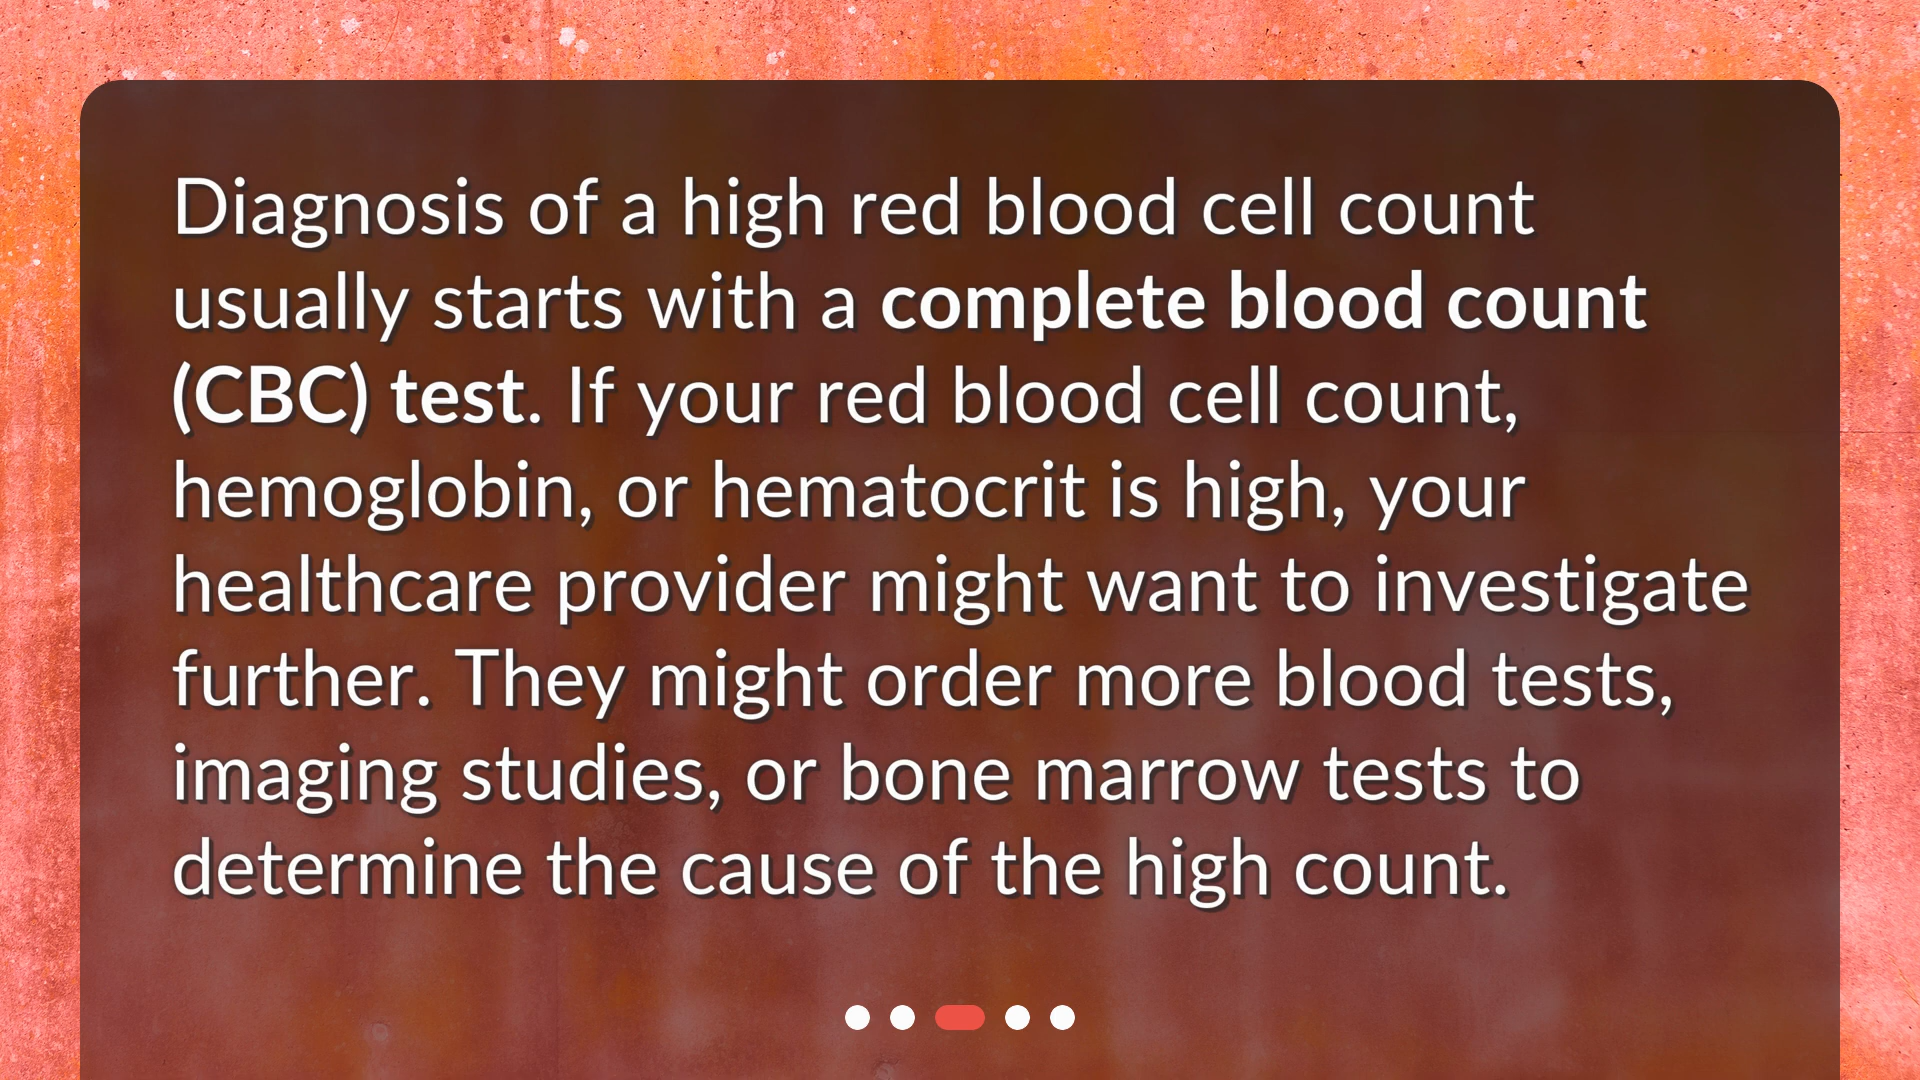 Diagnosis of a high red blood cell count
usually starts with a complete blood count
(CBC) test. If your red blood cell count,
hemoglobin, or hematocrit is high, your
healthcare provider might want to investigate
further. They might order more blood tests,
imaging studies, or bone marrow tests to
determine the cause of the high count.